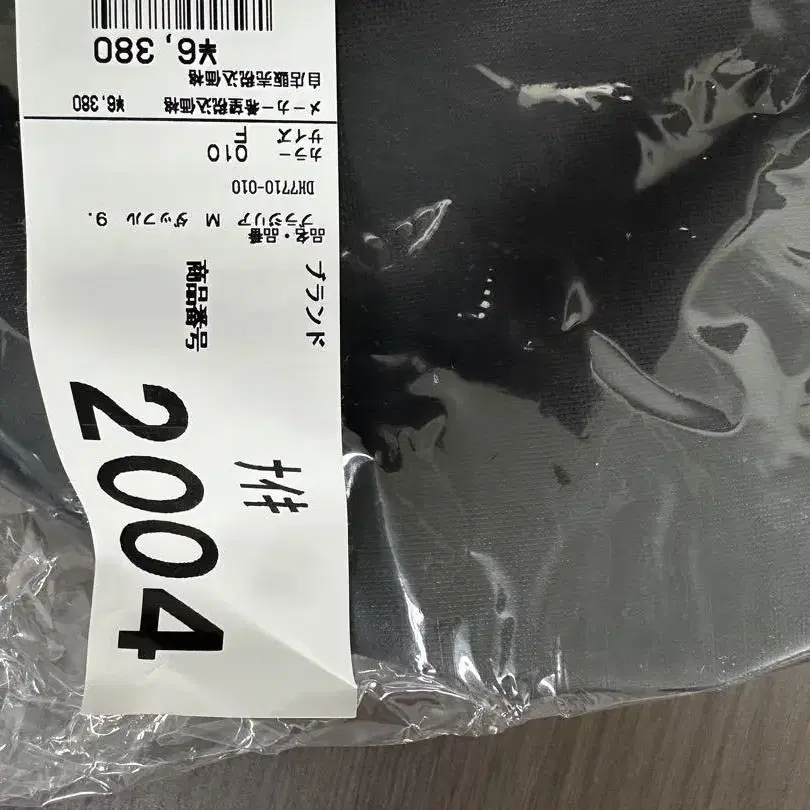 ¥6,380
自店販売税込価格
メーカー希望税込価格 ¥6,380
カラー 010
サイズ F
DH7710-010
品名・品番 ブラジリア M ダッフル 9.
ブランド
ナイキ
商品番号
2004